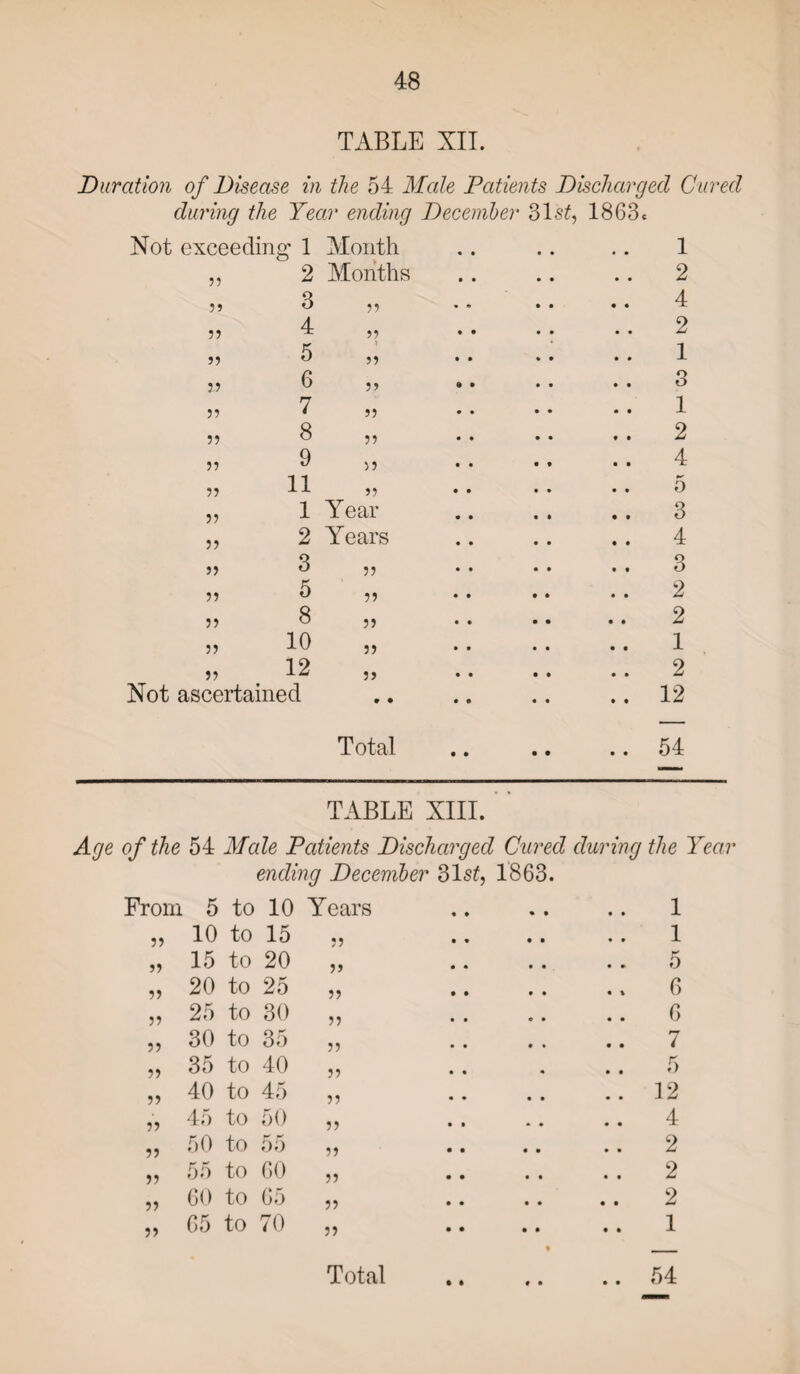 48
TABLE XII.
Duration of Disease in the 54 Male Patients Discharged Cured
during the Year ending December 31st, 1863.
Not exceeding 1 Month .. .. .. 1
„ 2 Months .. .. .. 2
„ 3 „ .. .. .. 4
„ 4 „ .. .. .. 2
„ 5 „ .. .. .. 1
„ 6 „ .. .. .. 3
„ 7 „ .. .. .. 1
„ 8 „ .. .. .. 2
„ 9 „ .. .. .. 4
„ 11 „ .. .. .. 5
„ 1 Year .. .. .. 3
„ 2 Years .. .. .. 4
„ 3 „ .. .. .. 3
„ 5 „ .. .. .. 2
„ 8 „ .. .. .. 2
„ 10 „ .. .. .. 1
„ 12 „ .. .. .. 2
Not ascertained .. .. .. .. 12
Total .. .. .. 54
TABLE XIII.
Age of the 54 Male Patients Discharged Cured during the Year
ending December 31st, 1863.
From 5 to 10 Years .. .. .. 1
„ 10 to 15 „ .. .. .. 1
„ 15 to 20 „ .. .. .. 5
„ 20 to 25 „ .. .. .. 6
„ 25 to 30 „ .. .. .. 6
„ 30 to 35 „ .. .. .. 7
„ 35 to 40 „ .. . .. 5
„ 40 to 45 „ .. .. .. 12
„ 45 to 50 „ .. .. .. 4
„ 50 to 55 „ .. .. .. 2
„ 55 to 60 „ .. .. .. 2
„ 60 to 65 „ .. .. .. 2
„ 65 to 70 „ .. .. .. 1
Total .. .. .. 54